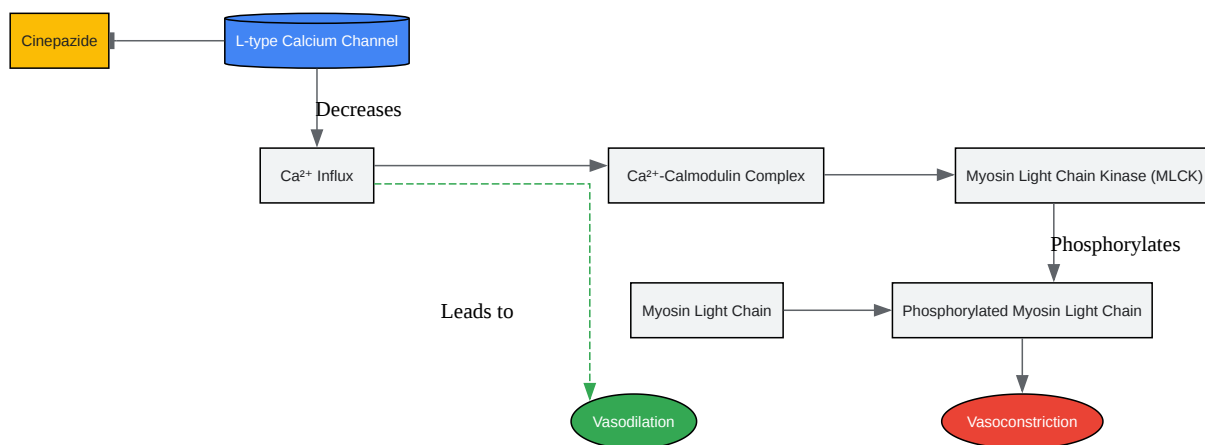 Cinepazide
L-type Calcium Channel
Decreases
Ca²⁺ Influx
Ca²⁺-Calmodulin Complex
Myosin Light Chain Kinase (MLCK)
Phosphorylates
Leads to
Myosin Light Chain
Phosphorylated Myosin Light Chain
Vasodilation
Vasoconstriction